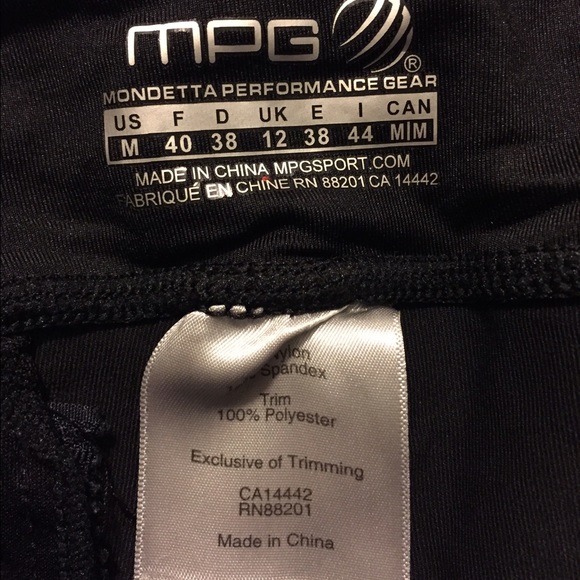 MPG ®
MONDETTA PERFORMANCE GEAR
US F D UK E I CAN
M 40 38 12 38 44 M|M
MADE IN CHINA MPGSPORT.COM
FABRIQUÉ EN CHINE RN 88201 CA 14442
Nylon
Spandex
Trim
100% Polyester
Exclusive of Trimming
CA14442
RN88201
Made in China